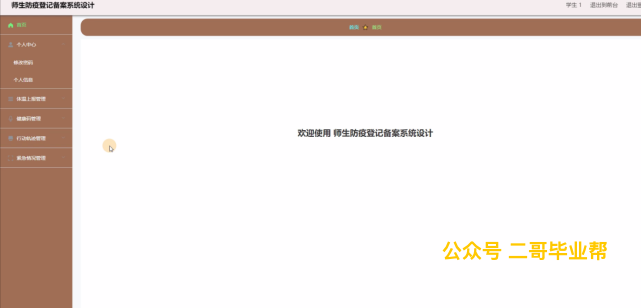 师生防疫登记备案系统设计
学生 1 退出到前台 退出登
首页
首页 首页
个人中心
修改密码
个人信息
体温上报管理
健康码管理
行动轨迹管理
紧急情况管理
欢迎使用 师生防疫登记备案系统设计
公众号 二哥毕业帮